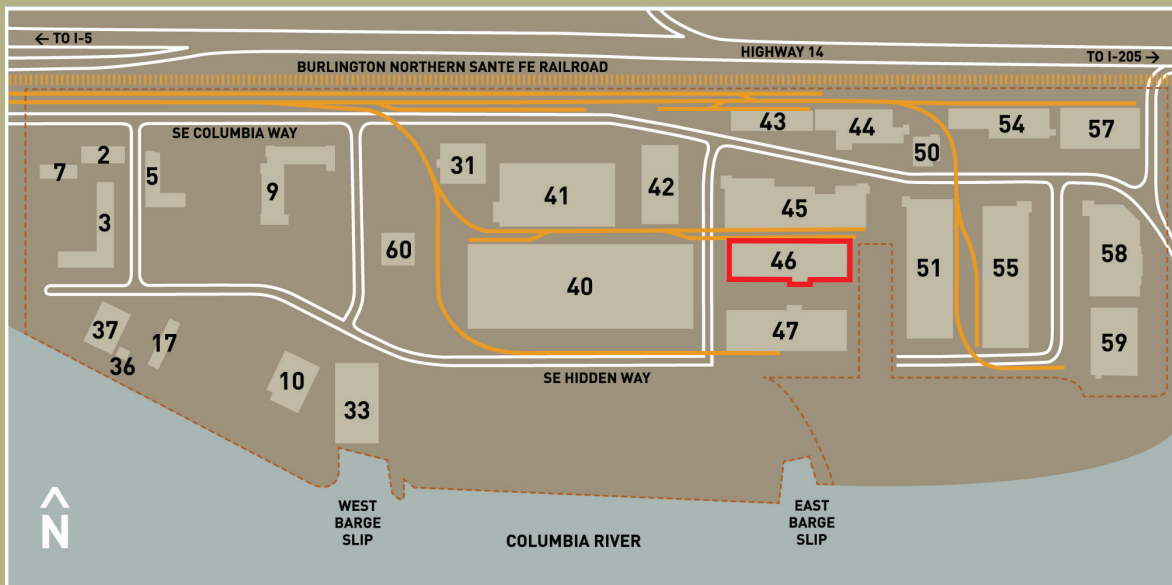 ← TO I-5
HIGHWAY 14
TO I-205 →
BURLINGTON NORTHERN SANTE FE RAILROAD
SE COLUMBIA WAY
43
44
54
57
50
2
7
5
9
31
41
42
3
45
60
46
40
51
55
58
37
36
17
47
59
10
33
SE HIDDEN WAY
N
WEST
BARGE
SLIP
EAST
BARGE
SLIP
COLUMBIA RIVER